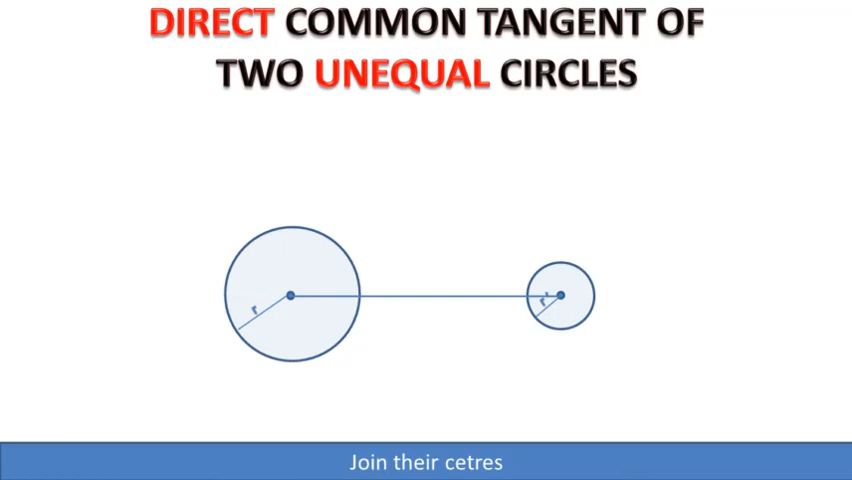 DIRECT COMMON TANGENT OF
TWO UNEQUAL CIRCLES
r
r'
Join their cetres